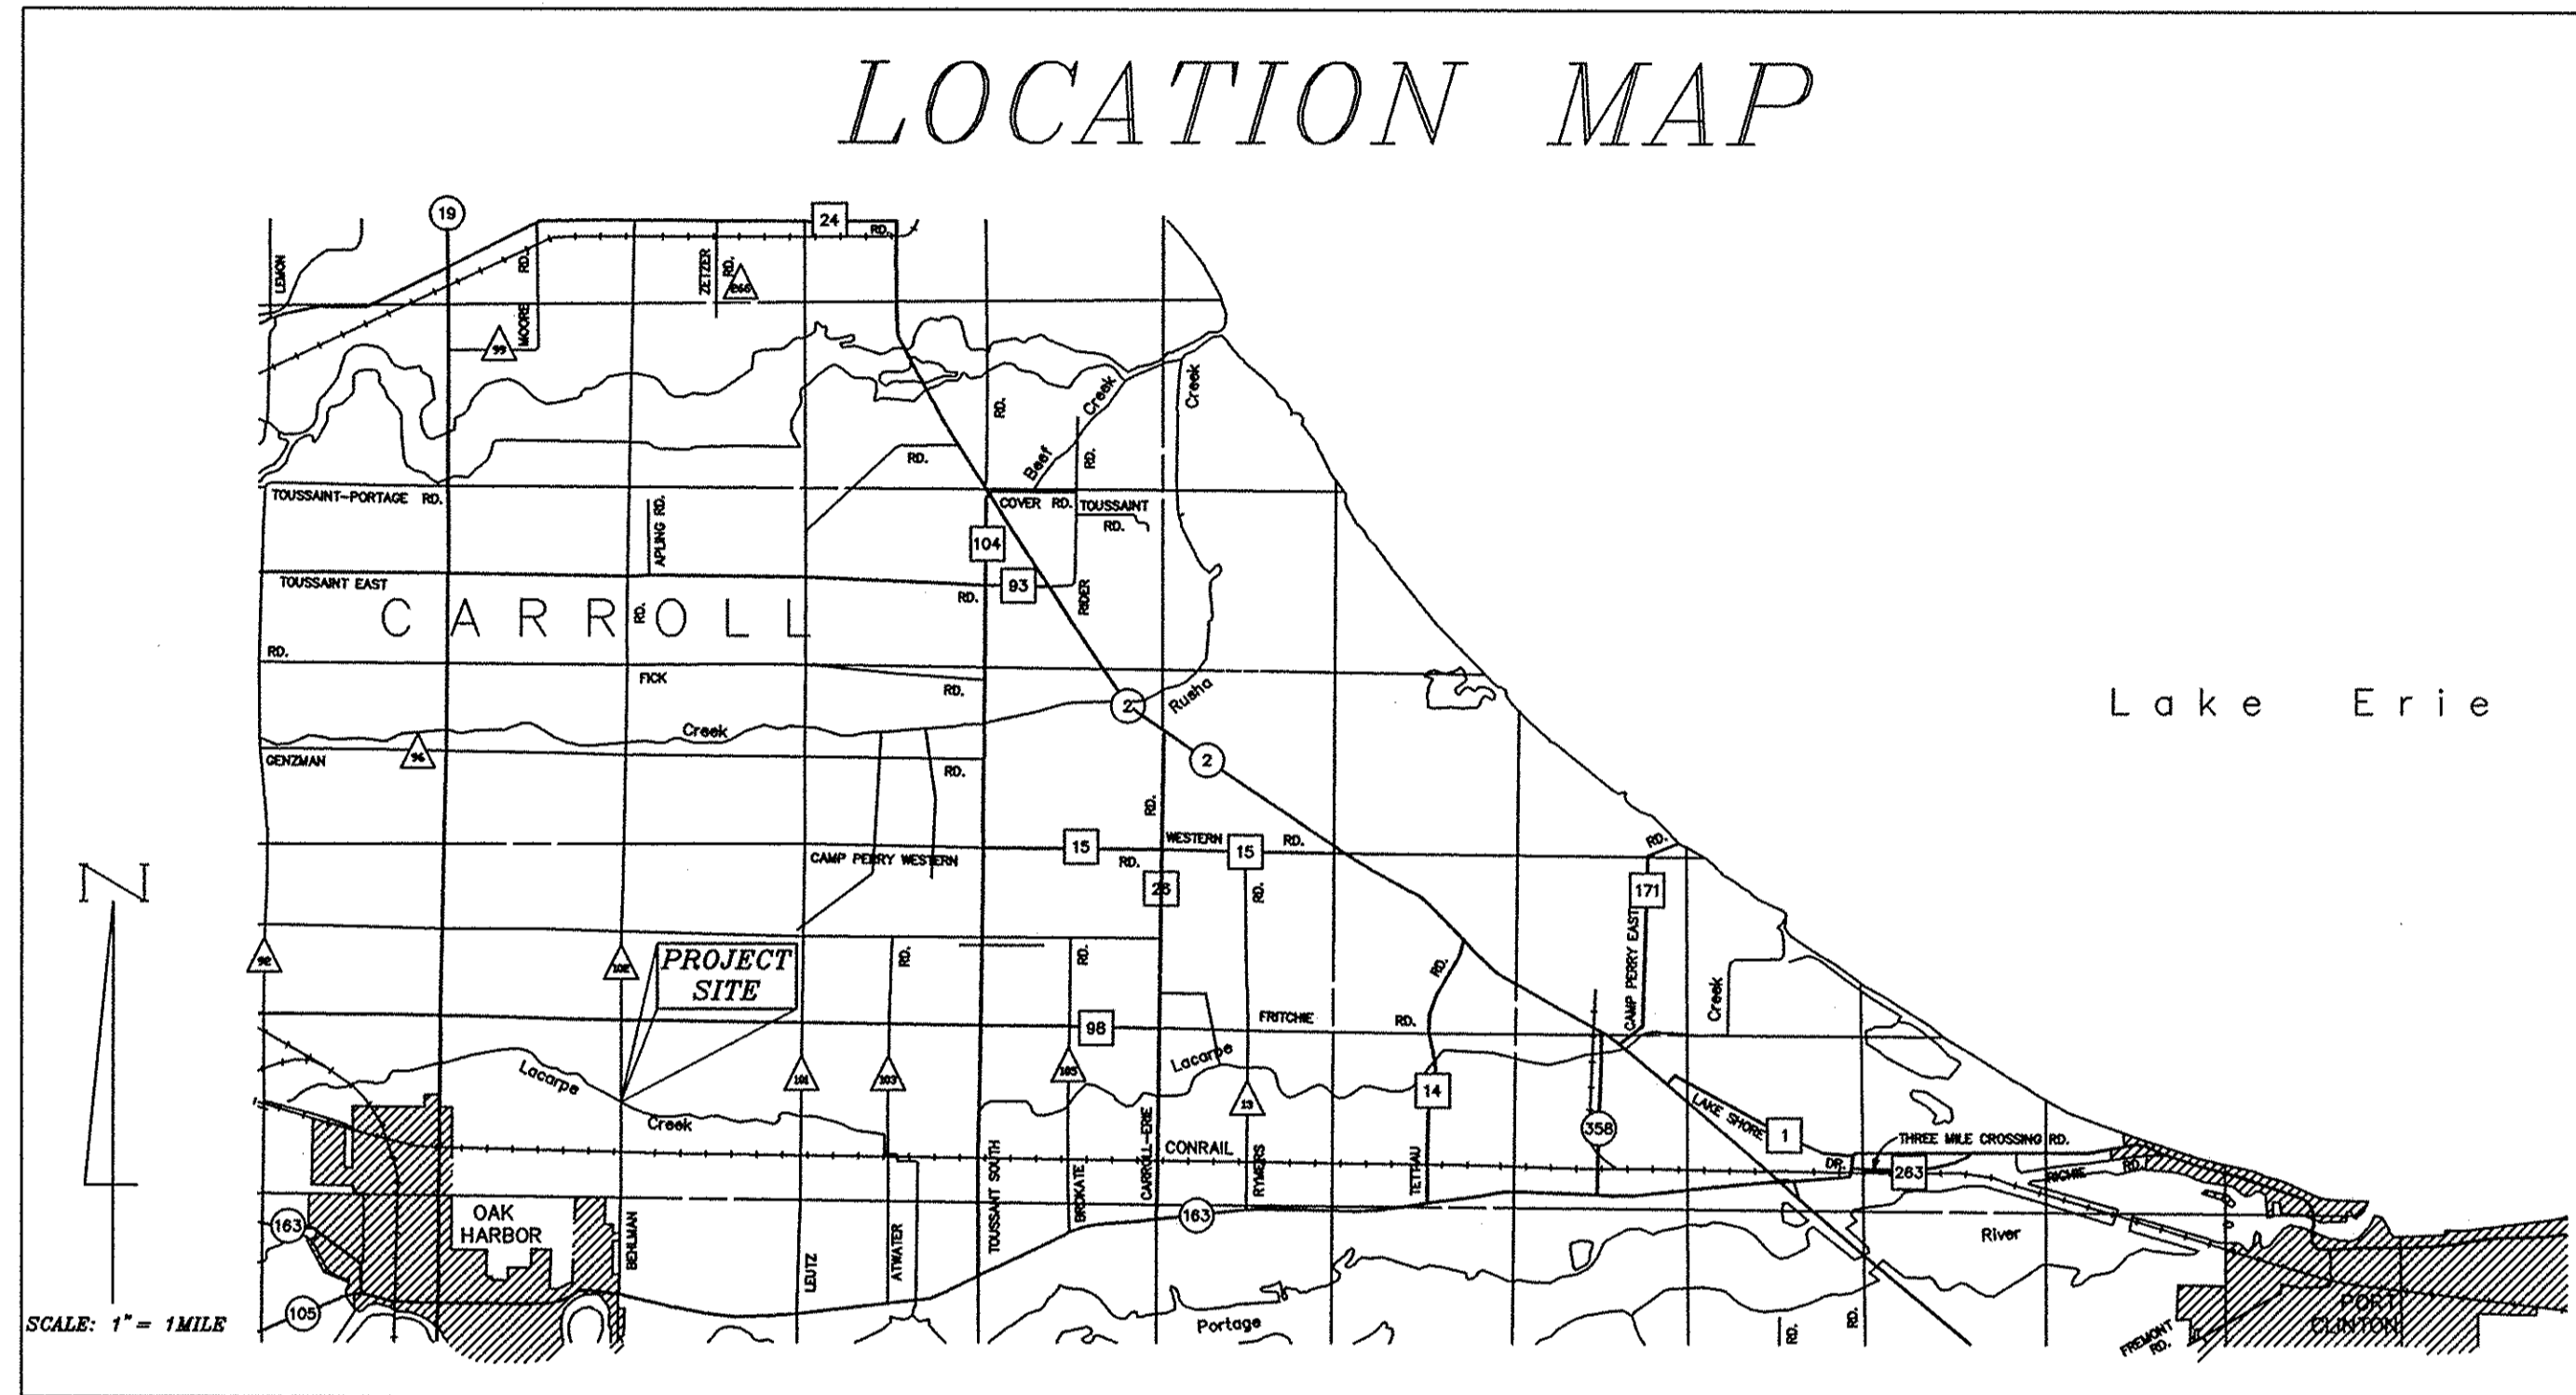 LOCATION MAP
19
24
RD.
LEMON
RD.
MOORE
ZETZER
RD.
99
Creek
Creek
RD.
Beef
RD.
RD.
TOUSSAINT-PORTAGE RD.
APLING RD.
COVER RD.
TOUSSAINT
RD.
104
93
TOUSSAINT EAST
RD.
RIDER
CARROLL
RD.
RD.
FICK
RD.
Rusha
2
Lake Erie
Creek
GENZMAN
96
RD.
2
RD.
15
WESTERN
15
RD.
RD.
CAMP PERRY WESTERN
RD.
171
N
26
RD.
CAMP PERRY EAST
92
102
PROJECT
SITE
RD.
RD.
RD.
Creek
98
FRITCHIE
RD.
Lacarpe
Lacarpe
101
103
105
13
14
Creek
CARROLL-ERIE
CONRAIL
358
LAKE SHORE
1
DR.
THREE MILE CROSSING RD.
263
RICHIE
RD.
163
OAK
HARBOR
BEHLMAN
LEUTZ
ATWATER
TOUSSANT SOUTH
BROKATE
RYMERS
TETTAU
163
River
105
SCALE: 1"= 1MILE
Portage
RD.
RD.
FREMONT
RD.
PORT
CLINTON